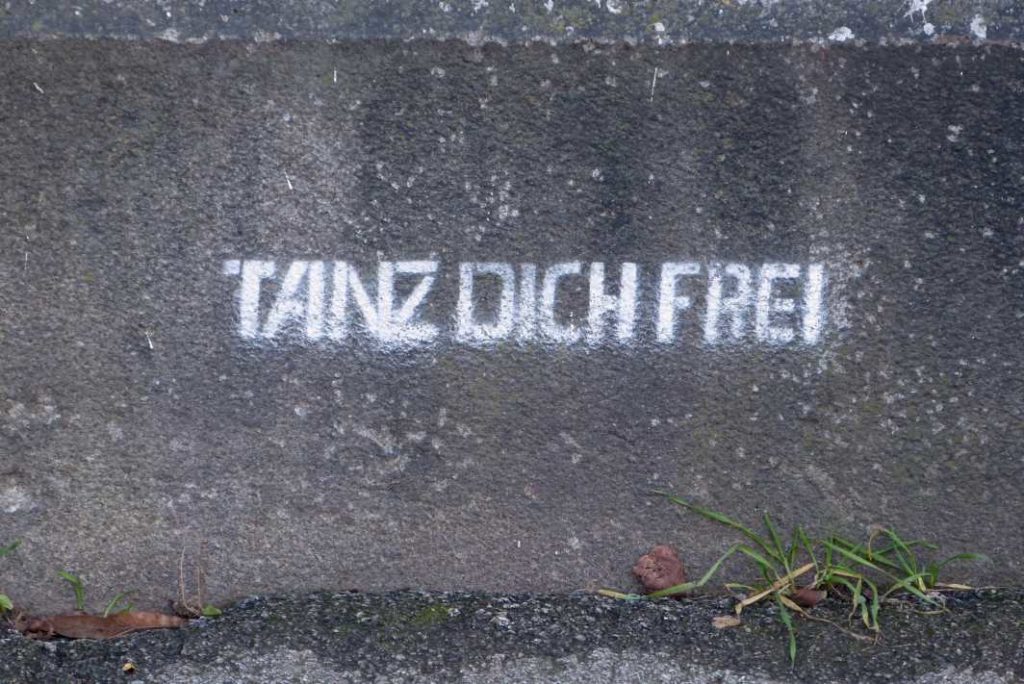 TANZ DICH FREI